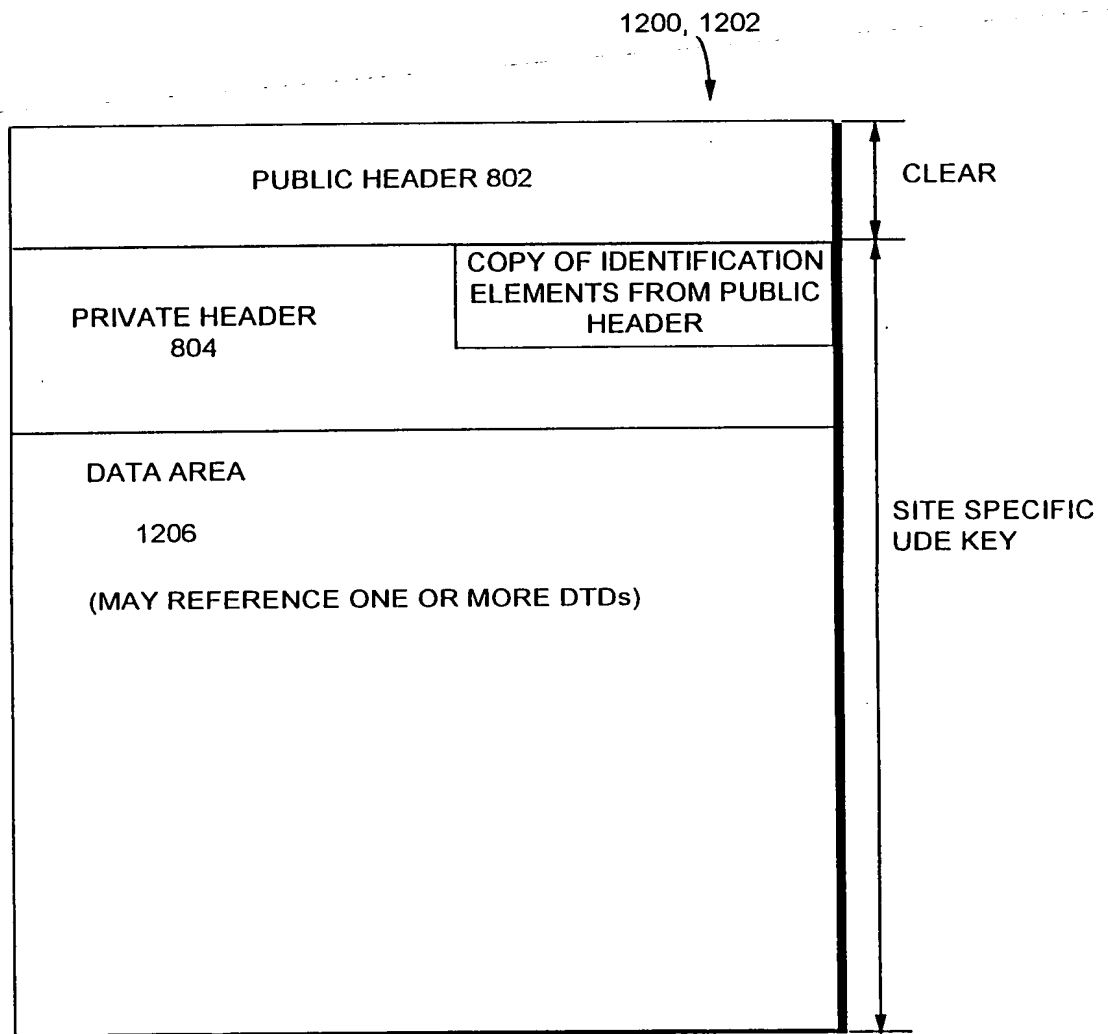 1200, 1202
PUBLIC HEADER 802
CLEAR
COPY OF IDENTIFICATION
ELEMENTS FROM PUBLIC
HEADER
PRIVATE HEADER
804
DATA AREA
1206
(MAY REFERENCE ONE OR MORE DTDs)
SITE SPECIFIC
UDE KEY